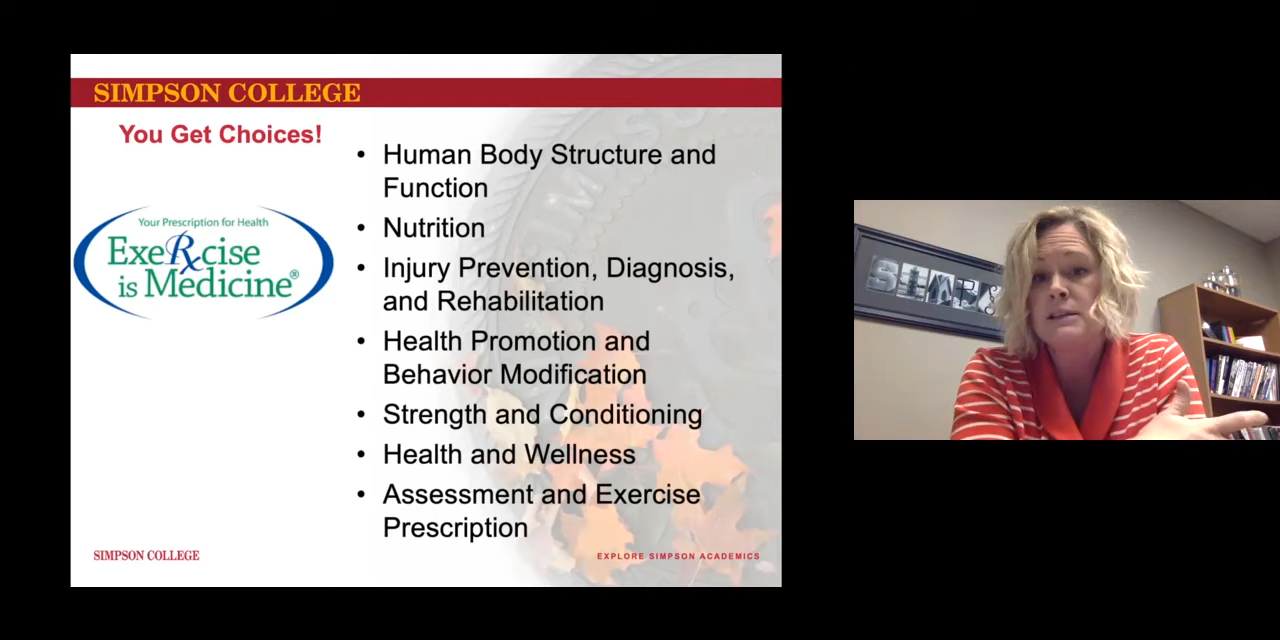 SIMPSON COLLEGE
You Get Choices!
Your Prescription for Health
ExeRxcise
is Medicine®
• Human Body Structure and
Function
• Nutrition
• Injury Prevention, Diagnosis,
and Rehabilitation
• Health Promotion and
Behavior Modification
• Strength and Conditioning
• Health and Wellness
• Assessment and Exercise
Prescription
SIMPSON COLLEGE
EXPLORE SIMPSON ACADEMICS